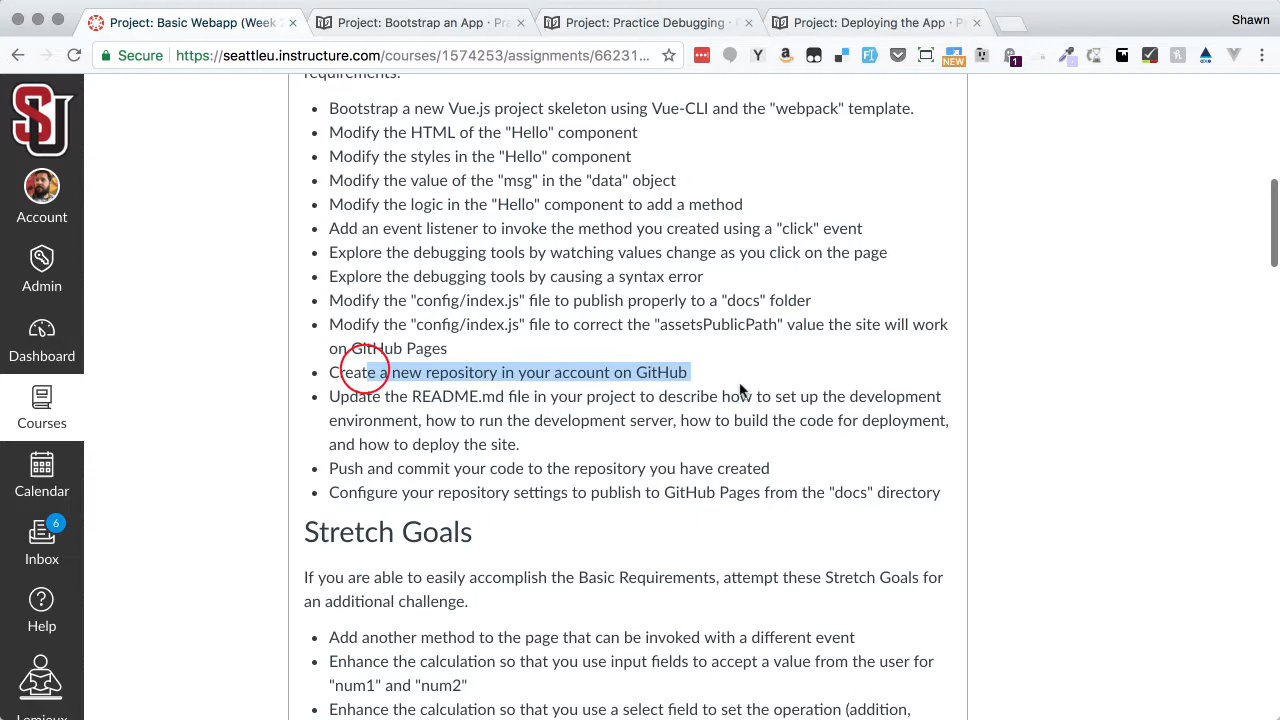 Project: Basic Webapp (Week 2
Project: Bootstrap an App · Pra
Project: Practice Debugging · 
Project: Deploying the App · P
Shawn
Secure
https://seattleu.instructure.com/courses/1574253/assignments/66231...
NEW
1
requirements.
Bootstrap a new Vue.js project skeleton using Vue-CLI and the "webpack" template.
Modify the HTML of the "Hello" component
Modify the styles in the "Hello" component
Modify the value of the "msg" in the "data" object
Modify the logic in the "Hello" component to add a method
Add an event listener to invoke the method you created using a "click" event
Explore the debugging tools by watching values change as you click on the page
Explore the debugging tools by causing a syntax error
Modify the "config/index.js" file to publish properly to a "docs" folder
Modify the "config/index.js" file to correct the "assetsPublicPath" value the site will work
on GitHub Pages
Create a new repository in your account on GitHub
Update the README.md file in your project to describe how to set up the development
environment, how to run the development server, how to build the code for deployment,
and how to deploy the site.
Push and commit your code to the repository you have created
Configure your repository settings to publish to GitHub Pages from the "docs" directory
Stretch Goals
If you are able to easily accomplish the Basic Requirements, attempt these Stretch Goals for
an additional challenge.
Add another method to the page that can be invoked with a different event
Enhance the calculation so that you use input fields to accept a value from the user for
"num1" and "num2"
Enhance the calculation so that you use a select field to set the operation (addition,
SU
Account
Admin
Dashboard
Courses
Calendar
6
Inbox
Help
Lemieux